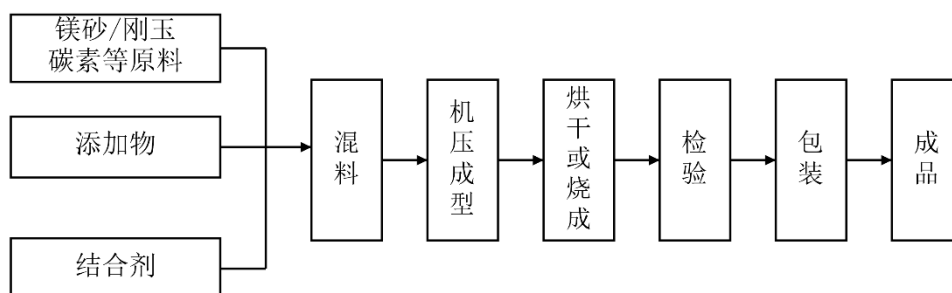 镁砂/刚玉
碳素等原料
添加物
结合剂
混料
机压成型
烘干或烧成
检验
包装
成品